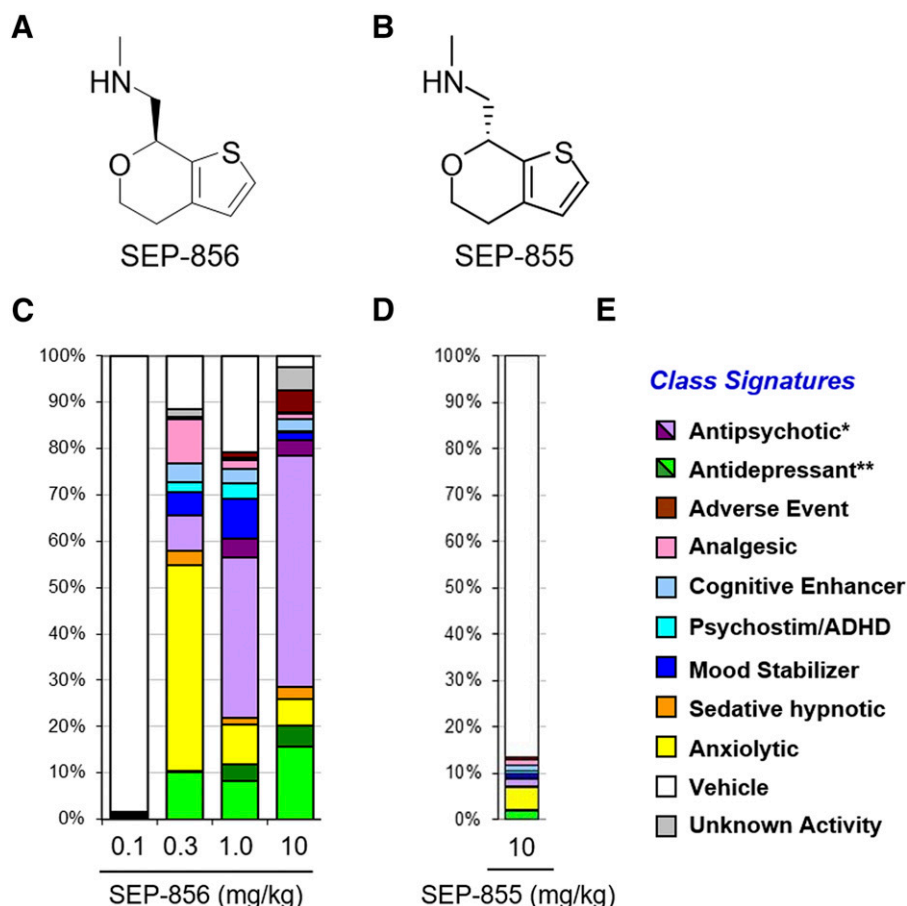 A
B
HN
O
S
SEP-856
HN
O
S
SEP-855
C
D
E
100%
90%
80%
70%
60%
50%
40%
30%
20%
10%
0%
0.1 0.3 1.0 10
SEP-856 (mg/kg)
100%
90%
80%
70%
60%
50%
40%
30%
20%
10%
0%
10
SEP-855 (mg/kg)
Class Signatures
Antipsychotic*
Antidepressant**
Adverse Event
Analgesic
Cognitive Enhancer
Psychostim/ADHD
Mood Stabilizer
Sedative hypnotic
Anxiolytic
Vehicle
Unknown Activity